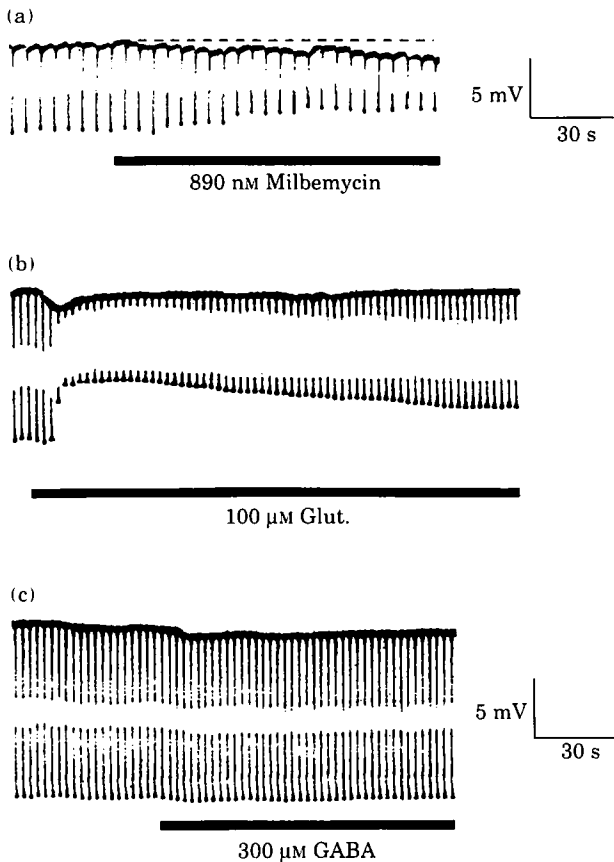 (a)
5 mV
30 s
890 nM Milbemycin
(b)
100 μM Glut.
(c)
5 mV
30 s
300 μM GABA